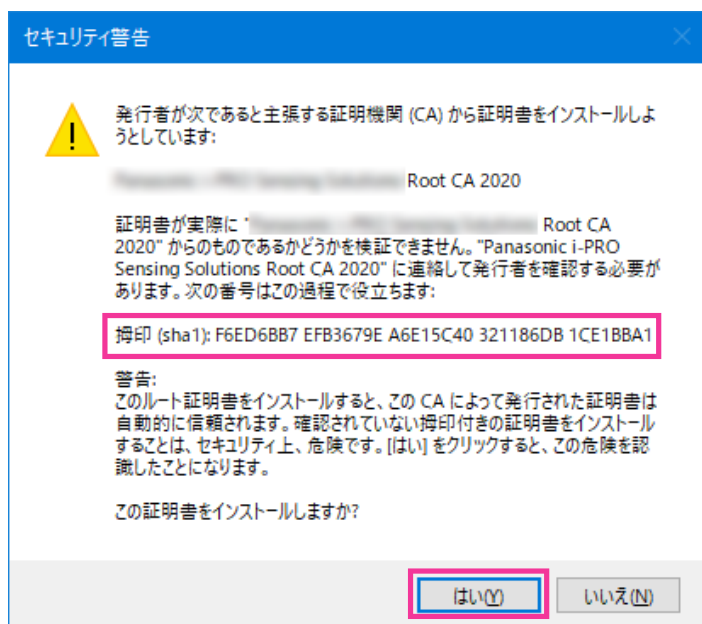 セキュリティ警告
発行者が次であると主張する証明機関 (CA) から証明書をインストールしよ
うとしています:
Root CA 2020
証明書が実際に "
Root CA
2020" からのものであるかどうかを検証できません。"Panasonic i-PRO
Sensing Solutions Root CA 2020" に連絡して発行者を確認する必要が
あります。次の番号はこの過程で役立ちます:
拇印 (sha1): F6ED6BB7 EFB3679E A6E15C40 321186DB 1CE1BBA1
警告:
このルート証明書をインストールすると、この CA によって発行された証明書は
自動的に信頼されます。確認されていない拇印付きの証明書をインストール
することは、セキュリティ上、危険です。[はい] をクリックすると、この危険を認
識したことになります。
この証明書をインストールしますか?
はい(Y)
いいえ(N)